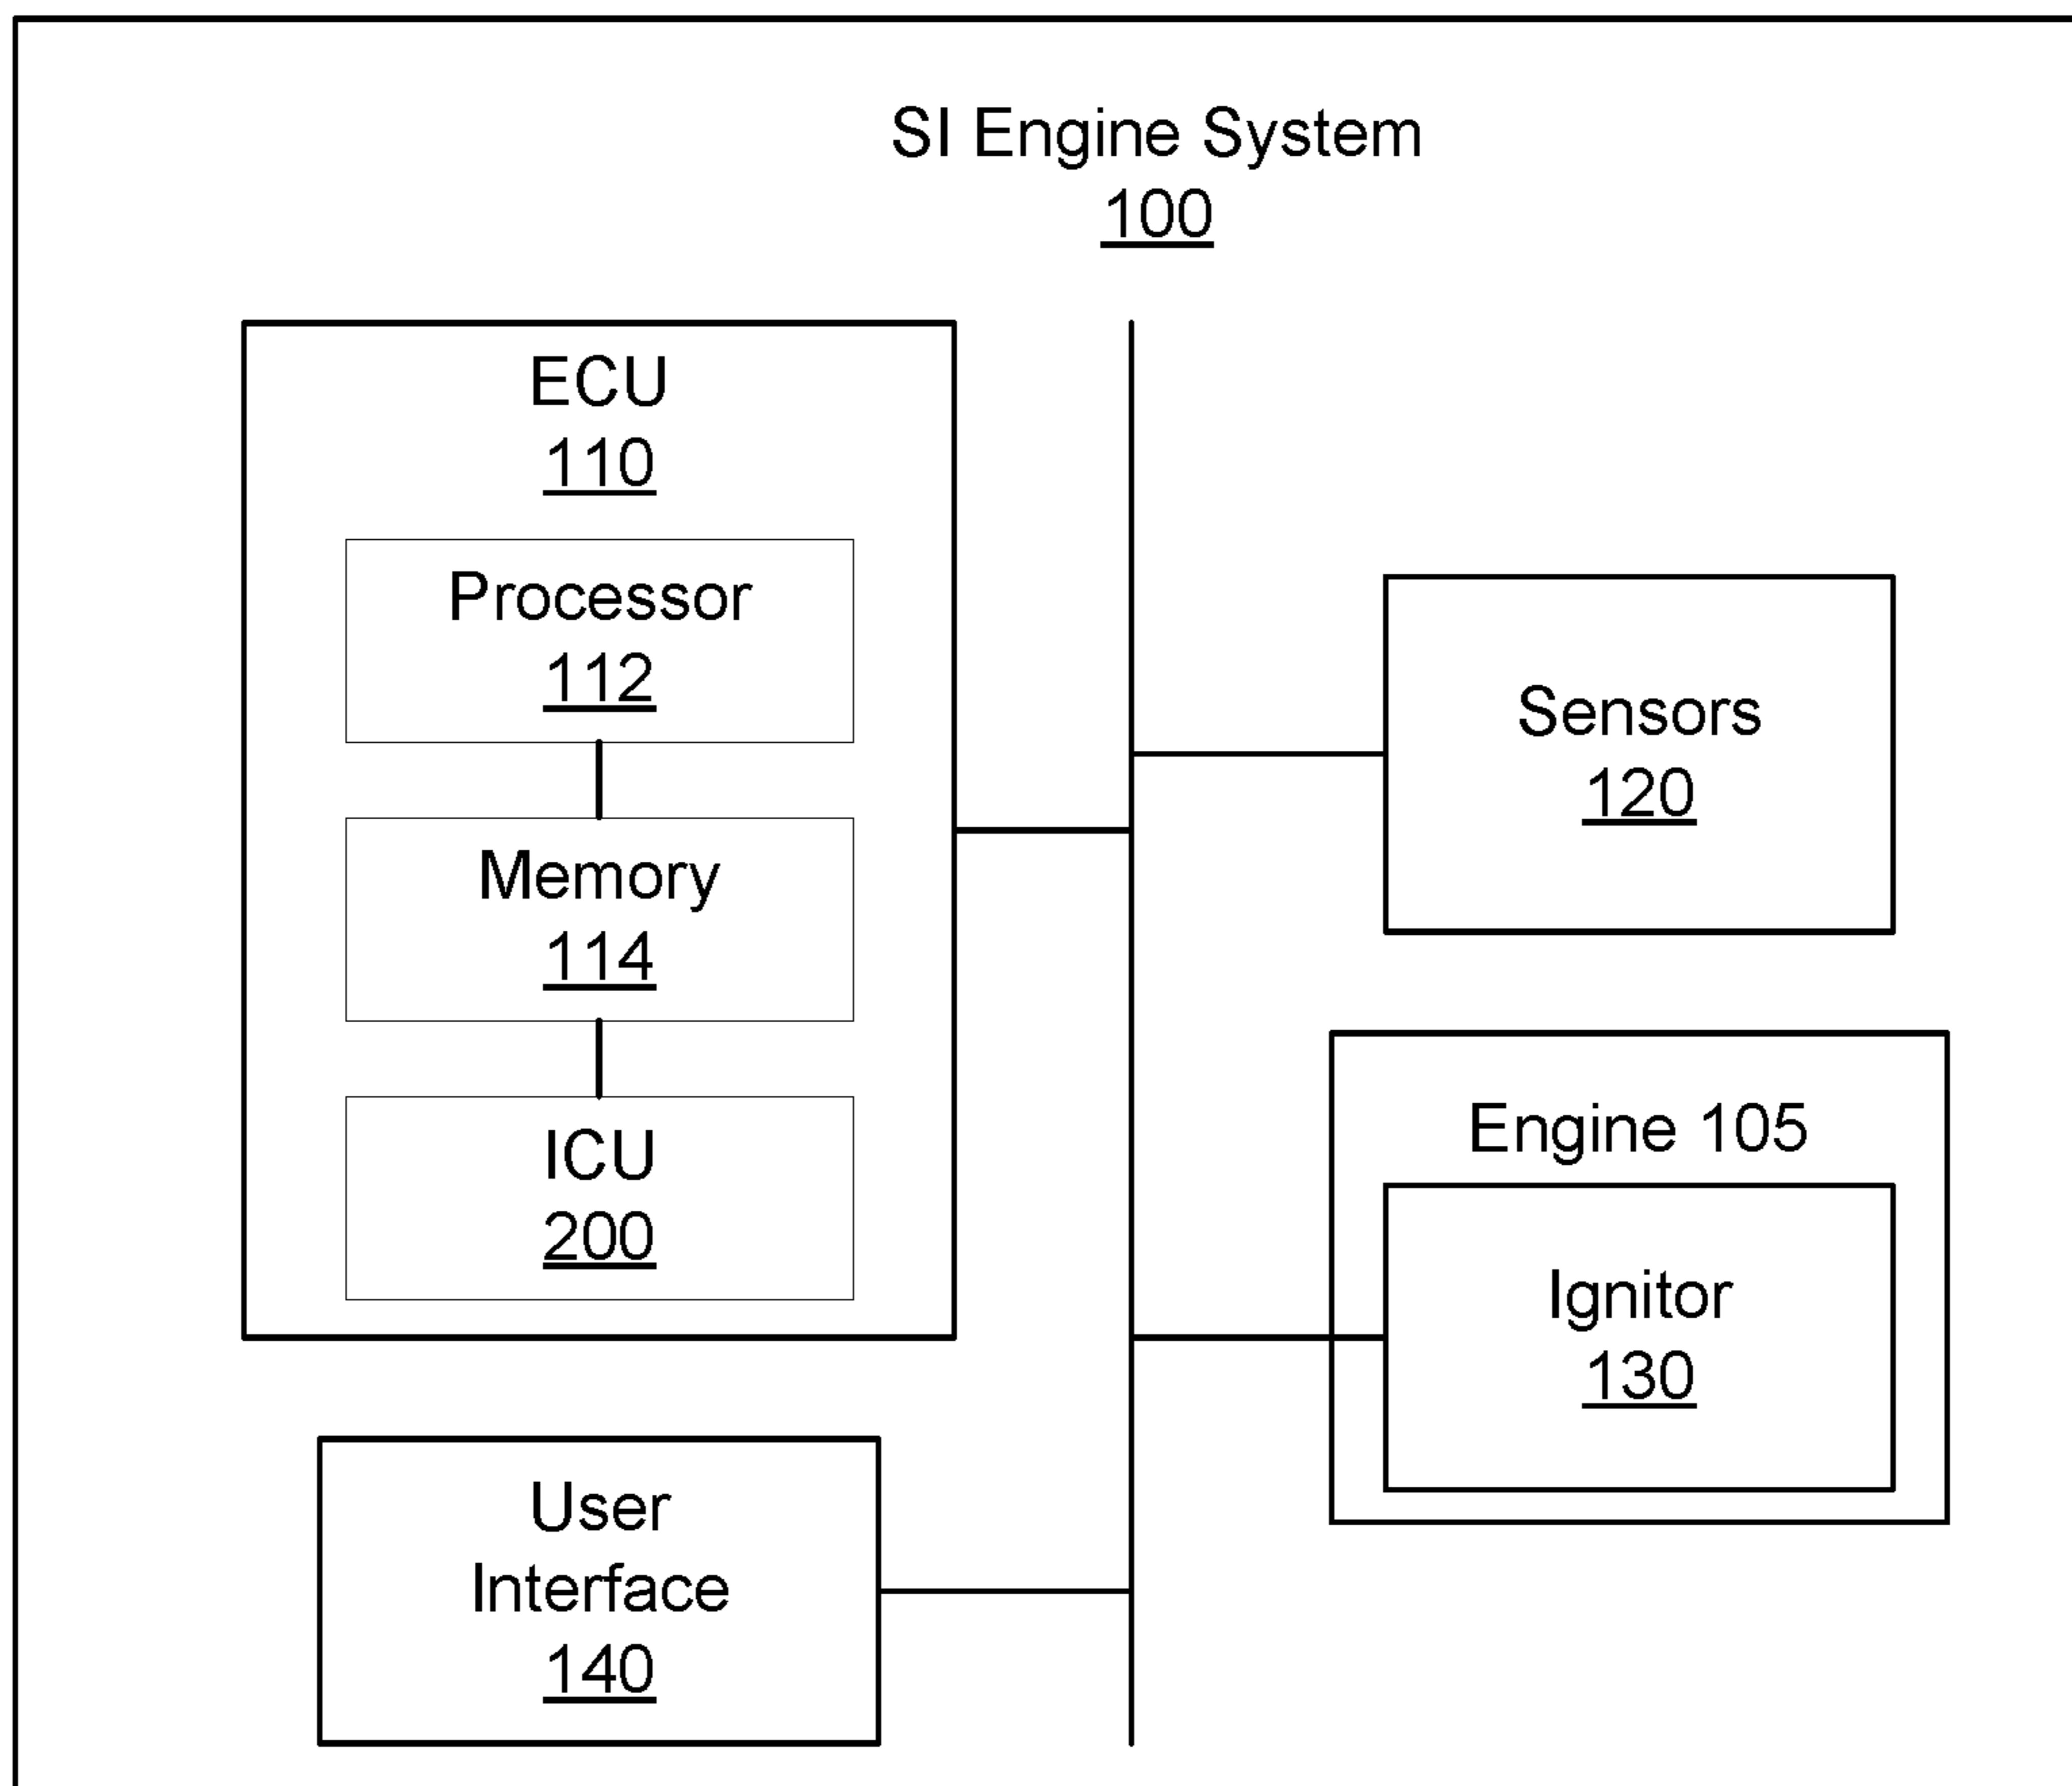 SI Engine System
100
ECU
110
Processor
112
Memory
114
ICU
200
User
Interface
140
Sensors
120
Engine 105
Ignitor
130